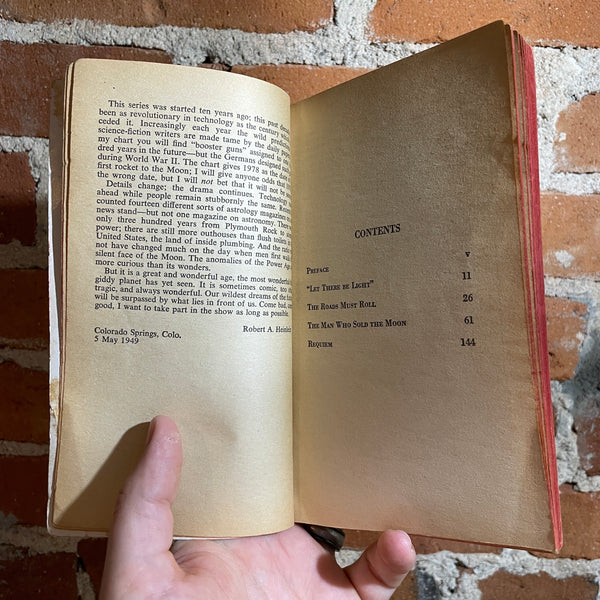 This series was started ten years ago; this past
been as revolutionary in technology as the century
ceded it. Increasingly each year the wild
science-fiction writers are made tame by the daily
my chart you will find "booster guns" assigned to
dred years in the future—but the Germans designed
during World War II. The chart gives 1978 as the date
first rocket to the Moon; I will give anyone odds that
the wrong date, but I will not bet that it will not be
Details change; the drama continues. Technology
ahead while people remain stubbornly the same.
counted fourteen different sorts of astrology magazines
news stand—but not one magazine on astronomy.
only three hundred years from Plymouth Rock to
power; there are still more outhouses than flush toilets
United States, the land of inside plumbing. And the
not have changed much on the day when men first walk
silent face of the Moon. The anomalies of the Power Age
more curious than its wonders.
But it is a great and wonderful age, the most wonderful
giddy planet has yet seen. It is sometimes comic, too
tragic, and always wonderful. Our wildest dreams of the
will be surpassed by what lies in front of us. Come bad,
good, I want to take part in the show as long as possible.
Robert A. Heinlein
Colorado Springs, Colo.
5 May 1949
CONTENTS
Preface v
"Let There be Light" 11
The Roads Must Roll 26
The Man Who Sold the Moon 61
Requiem 144